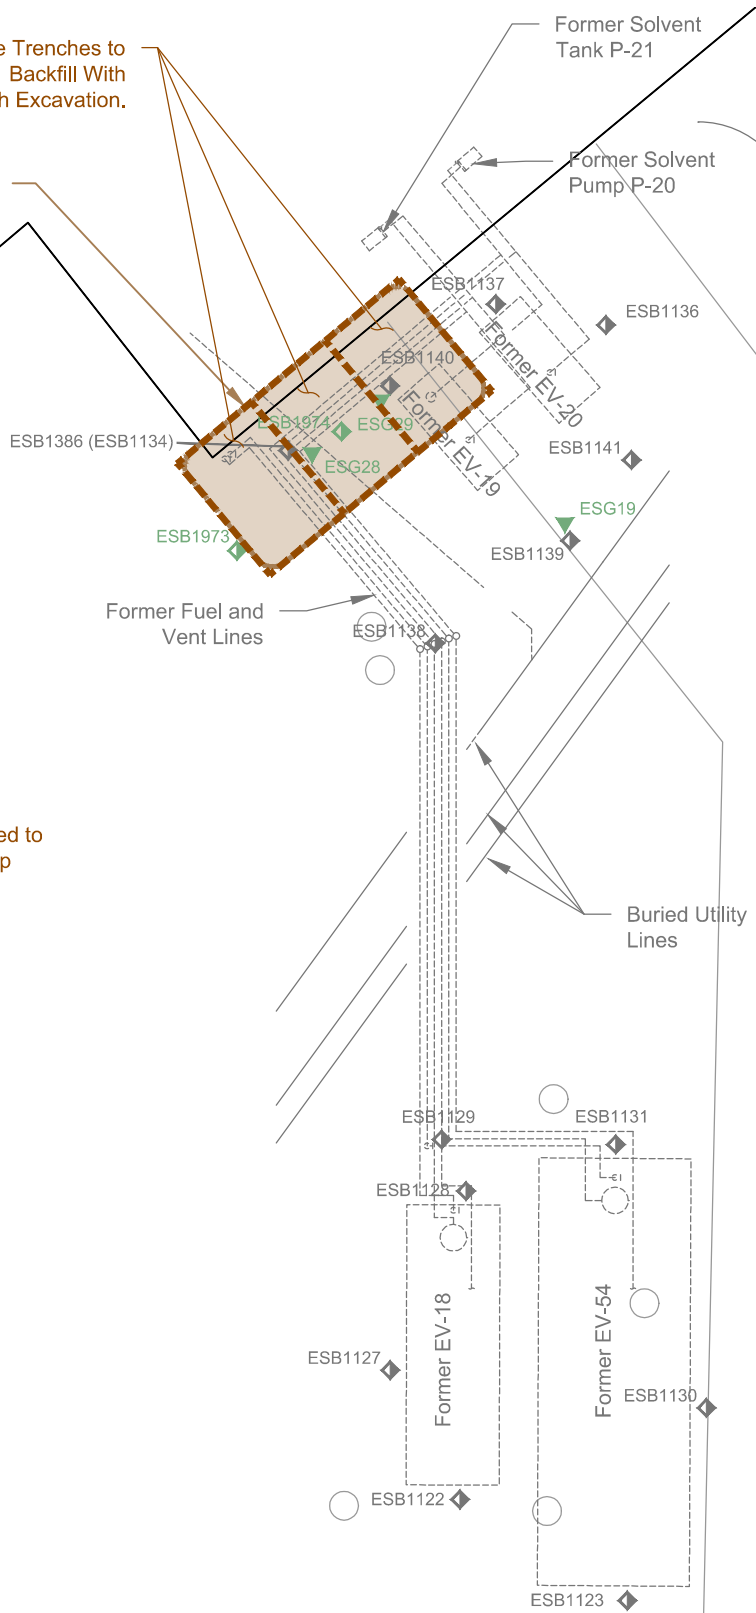 Former Solvent
Tank P-21
e Trenches to
Backfill With
h Excavation.
Former Solvent
Pump P-20
ESB1137
ESB1136
Former EV-20
ESB1140
Former EV-19
ESB1974
ESG29
ESB1386 (ESB1134)
ESG28
ESB1141
ESG19
ESB1973
ESB1139
Former Fuel and
Vent Lines
ESB1138
ed to
p
Buried Utility
Lines
ESB1129
ESB1131
ESB1128
Former EV-18
Former EV-54
ESB1127
ESB1130
ESB1122
ESB1123